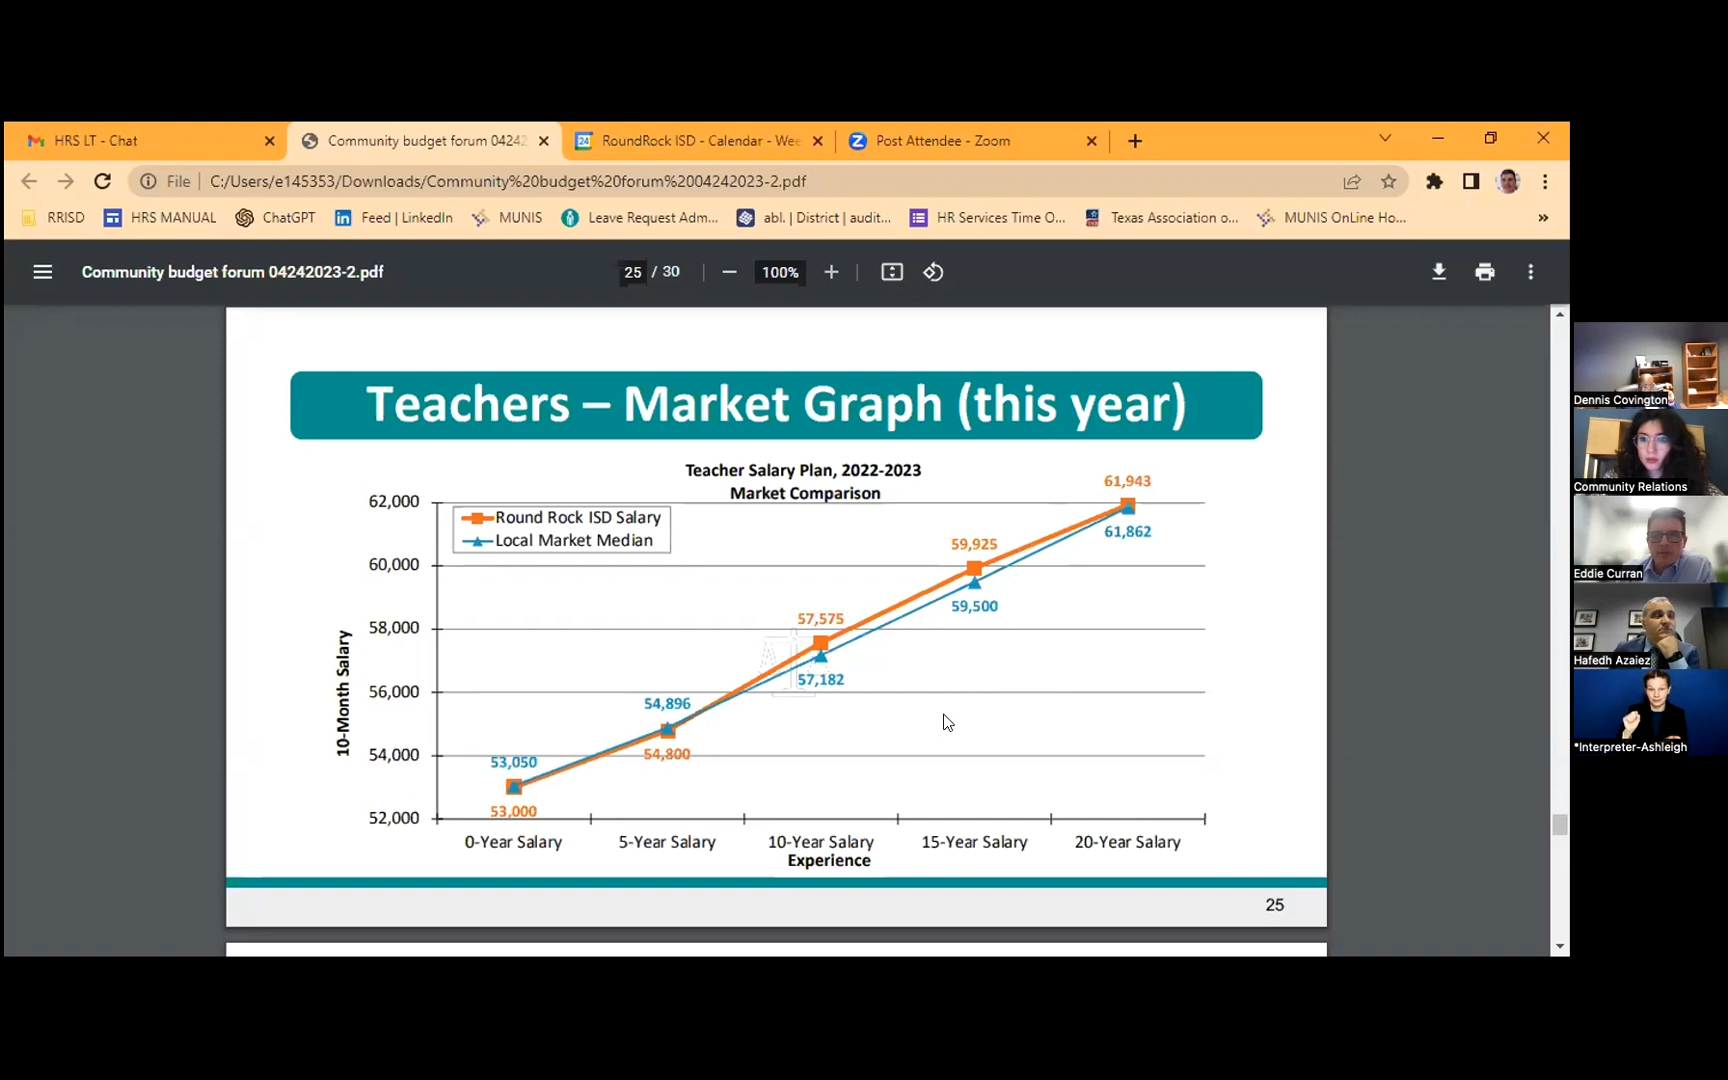 HRS LT - Chat
Community budget forum 04242
RoundRock ISD - Calendar - Wee
Post Attendee - Zoom
File
C:/Users/e145353/Downloads/Community%20budget%20forum%2004242023-2.pdf
RRISD
HRS MANUAL
ChatGPT
Feed | LinkedIn
MUNIS
Leave Request Adm...
abl. | District | audit...
HR Services Time O...
Texas Association o...
MUNIS OnLine Ho...
»
Community budget forum 04242023-2.pdf
25 / 30
100%
Teachers – Market Graph (this year)
Teacher Salary Plan, 2022-2023
Market Comparison
Round Rock ISD Salary
Local Market Median
10-Month Salary
62,000
60,000
58,000
56,000
54,000
52,000
53,050
53,000
54,896
54,800
57,575
57,182
59,925
59,500
61,943
61,862
0-Year Salary
5-Year Salary
10-Year Salary
15-Year Salary
20-Year Salary
Experience
25
Dennis Covington
Community Relations
Eddie Curran
Hafedh Azaiez
*Interpreter-Ashleigh